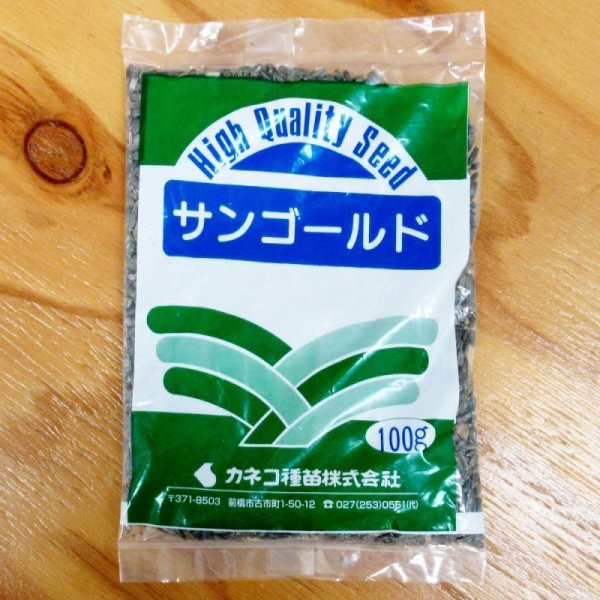 High Quality Seed
サンゴールド
100g
カネコ種苗株式会社
〒371-8503 前橋市古市町1-50-12 ☎027(253)0551(代)